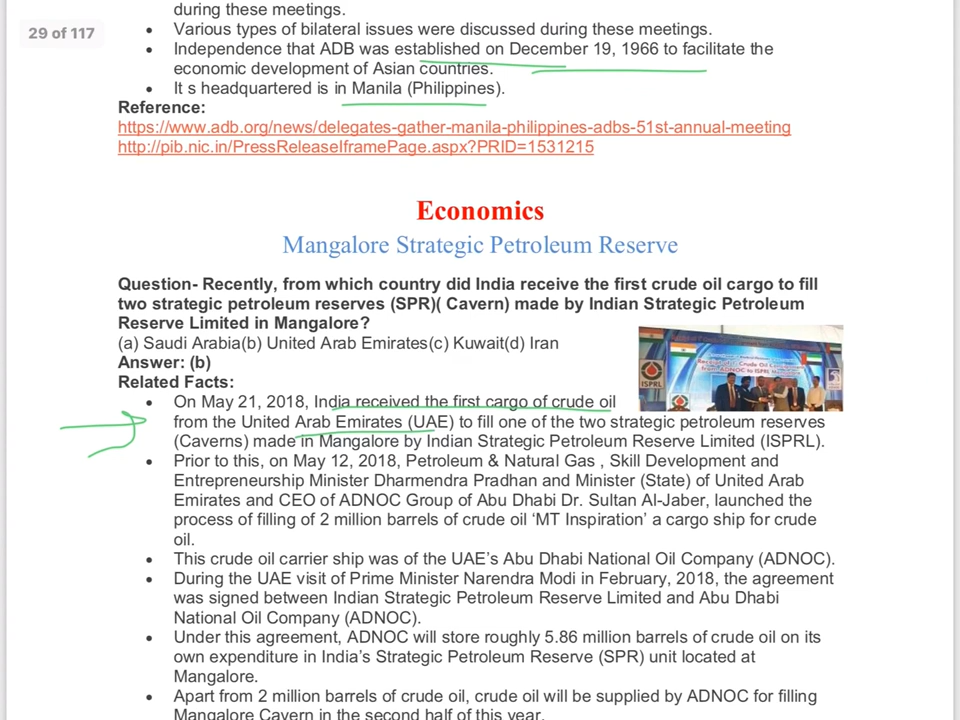 during these meetings.
29 of 117
• Various types of bilateral issues were discussed during these meetings.
• Independence that ADB was established on December 19, 1966 to facilitate the
economic development of Asian countries.
• It s headquartered is in Manila (Philippines).
Reference:
https://www.adb.org/news/delegates-gather-manila-philippines-adbs-51st-annual-meeting
http://pib.nic.in/PressReleaseIframePage.aspx?PRID=1531215
Economics
Mangalore Strategic Petroleum Reserve
Question- Recently, from which country did India receive the first crude oil cargo to fill
two strategic petroleum reserves (SPR)( Cavern) made by Indian Strategic Petroleum
Reserve Limited in Mangalore?
(a) Saudi Arabia(b) United Arab Emirates(c) Kuwait(d) Iran
Answer: (b)
Related Facts:
ISPRL
• On May 21, 2018, India received the first cargo of crude oil
from the United Arab Emirates (UAE) to fill one of the two strategic petroleum reserves
(Caverns) made in Mangalore by Indian Strategic Petroleum Reserve Limited (ISPRL).
• Prior to this, on May 12, 2018, Petroleum & Natural Gas , Skill Development and
Entrepreneurship Minister Dharmendra Pradhan and Minister (State) of United Arab
Emirates and CEO of ADNOC Group of Abu Dhabi Dr. Sultan Al-Jaber, launched the
process of filling of 2 million barrels of crude oil ‘MT Inspiration’ a cargo ship for crude
oil.
• This crude oil carrier ship was of the UAE’s Abu Dhabi National Oil Company (ADNOC).
• During the UAE visit of Prime Minister Narendra Modi in February, 2018, the agreement
was signed between Indian Strategic Petroleum Reserve Limited and Abu Dhabi
National Oil Company (ADNOC).
• Under this agreement, ADNOC will store roughly 5.86 million barrels of crude oil on its
own expenditure in India’s Strategic Petroleum Reserve (SPR) unit located at
Mangalore.
• Apart from 2 million barrels of crude oil, crude oil will be supplied by ADNOC for filling
Mangalore Cavern in the second half of this year.